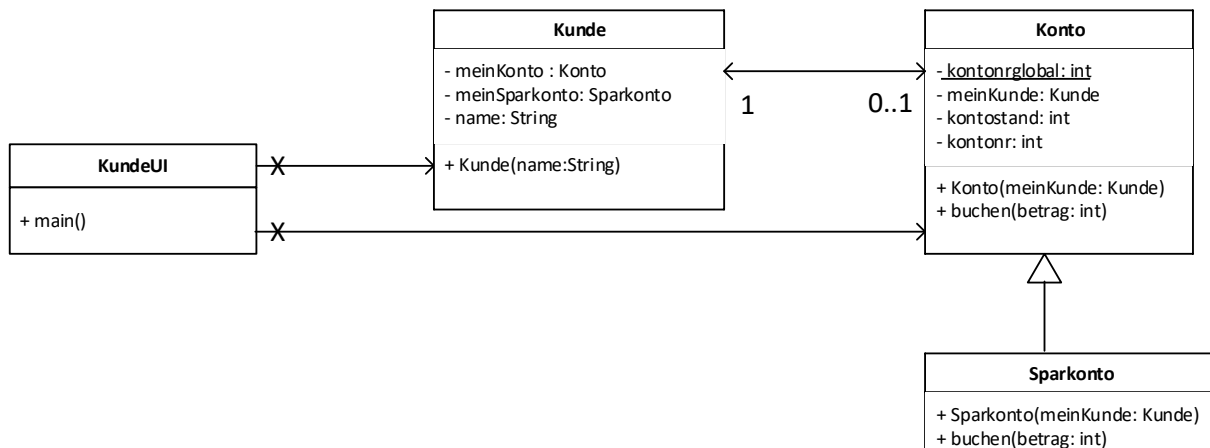 Kunde
- meinKonto : Konto
- meinSparkonto: Sparkonto
- name: String
+ Kunde(name:String)
1
0..1
Konto
- kontonrglobal: int
- meinKunde: Kunde
- kontostand: int
- kontonr: int
+ Konto(meinKunde: Kunde)
+ buchen(betrag: int)
KundeUI
+ main()
X
X
Sparkonto
+ Sparkonto(meinKunde: Kunde)
+ buchen(betrag: int)